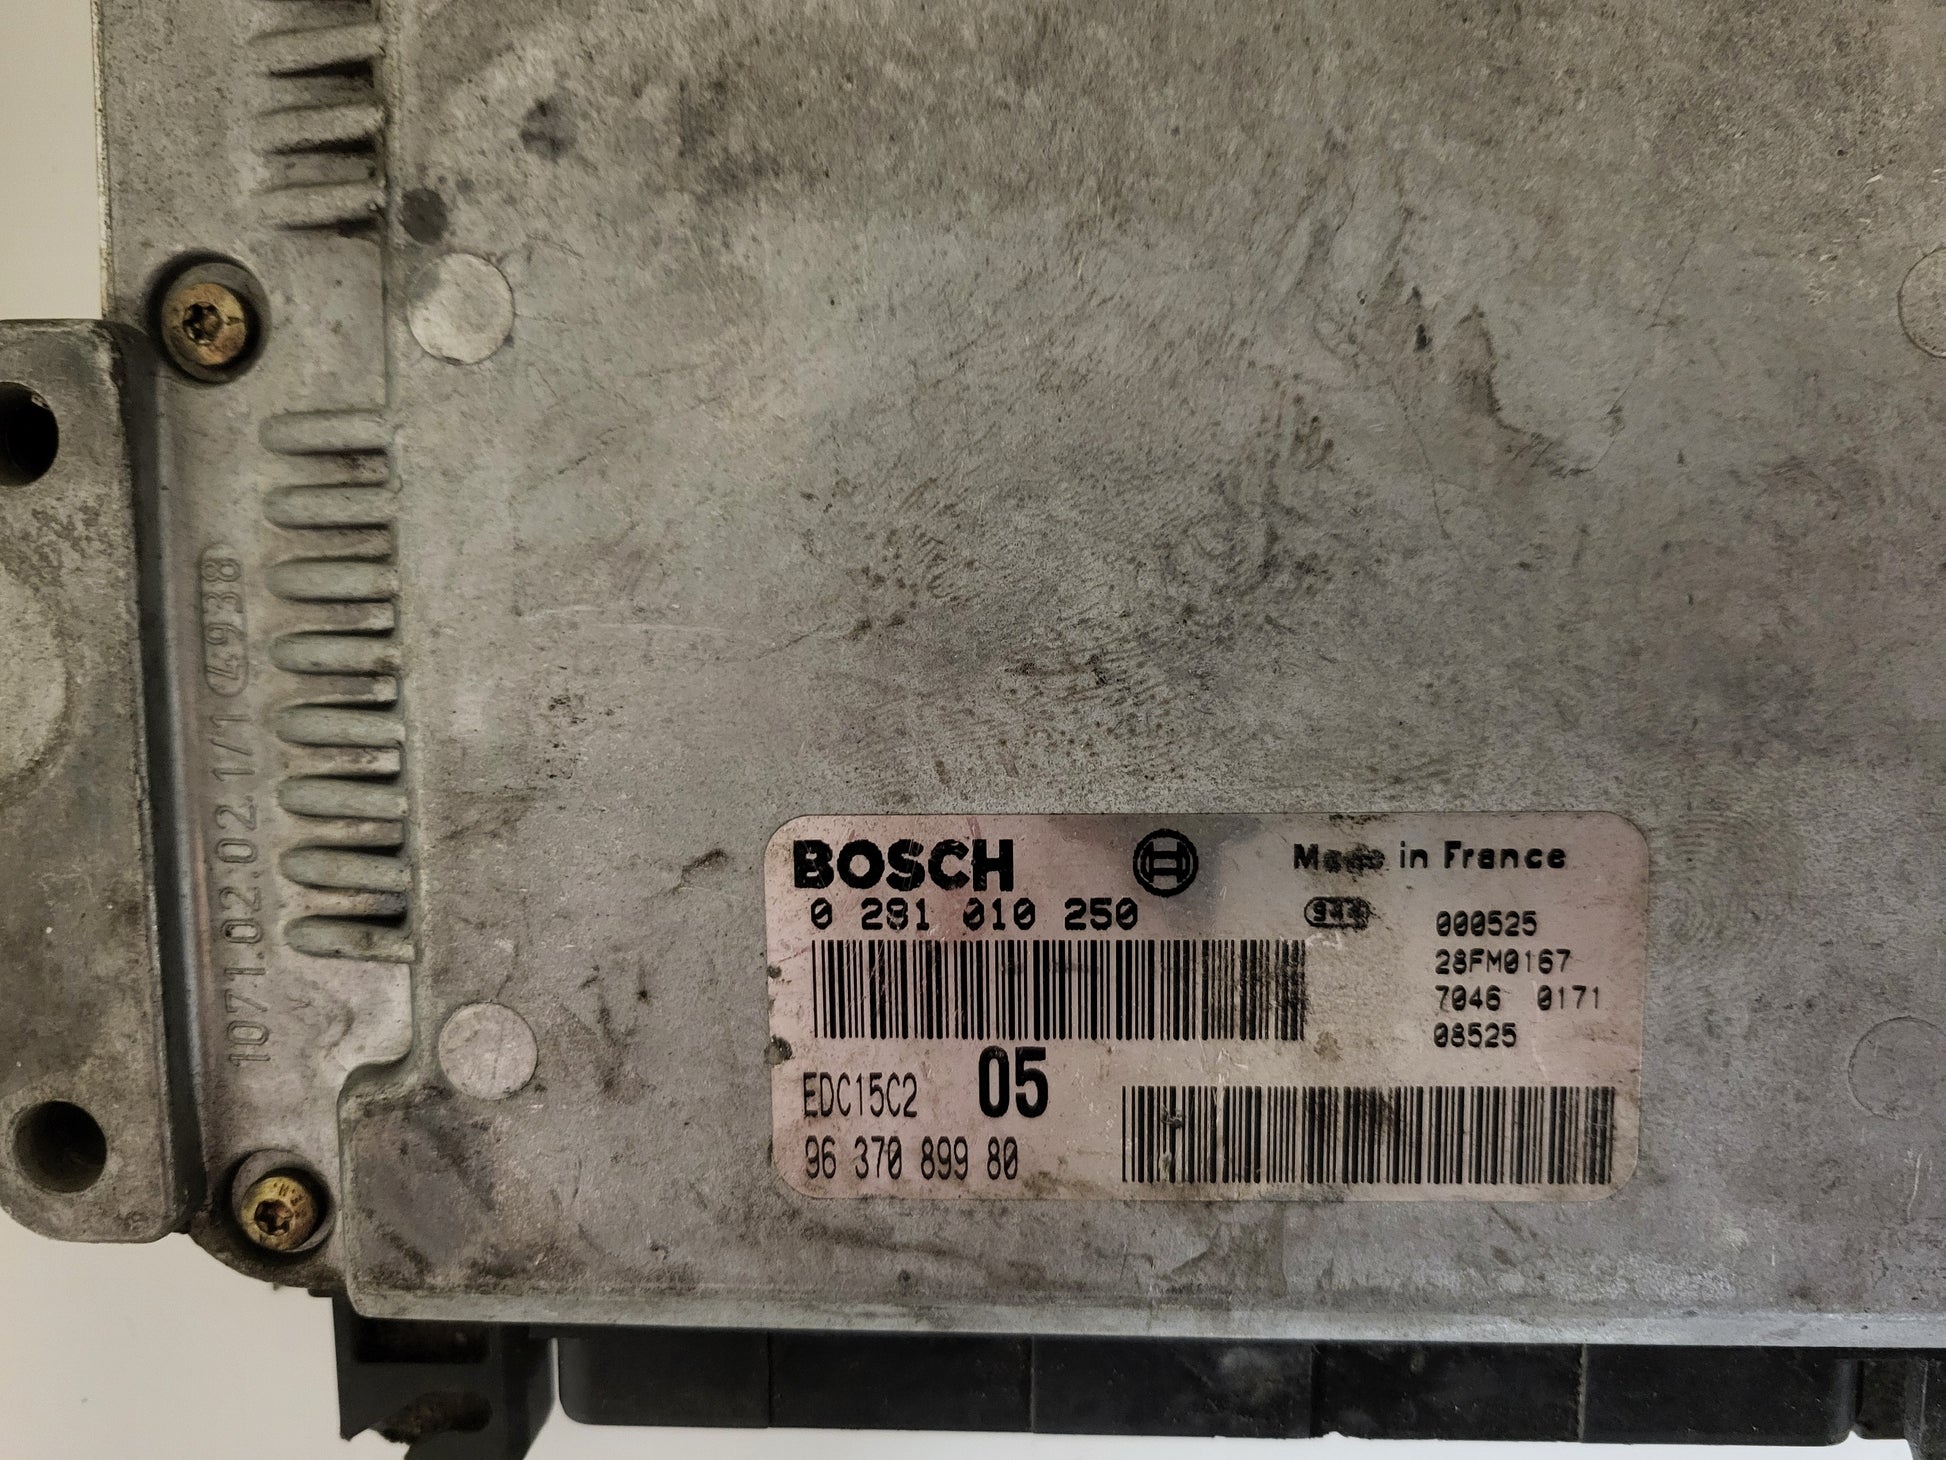 4938
1071.02.02.1/1
BOSCH
Made in France
0 281 010 250
944
000525
28FM0167
7046 0171
08525
EDC15C2
05
96 370 899 80